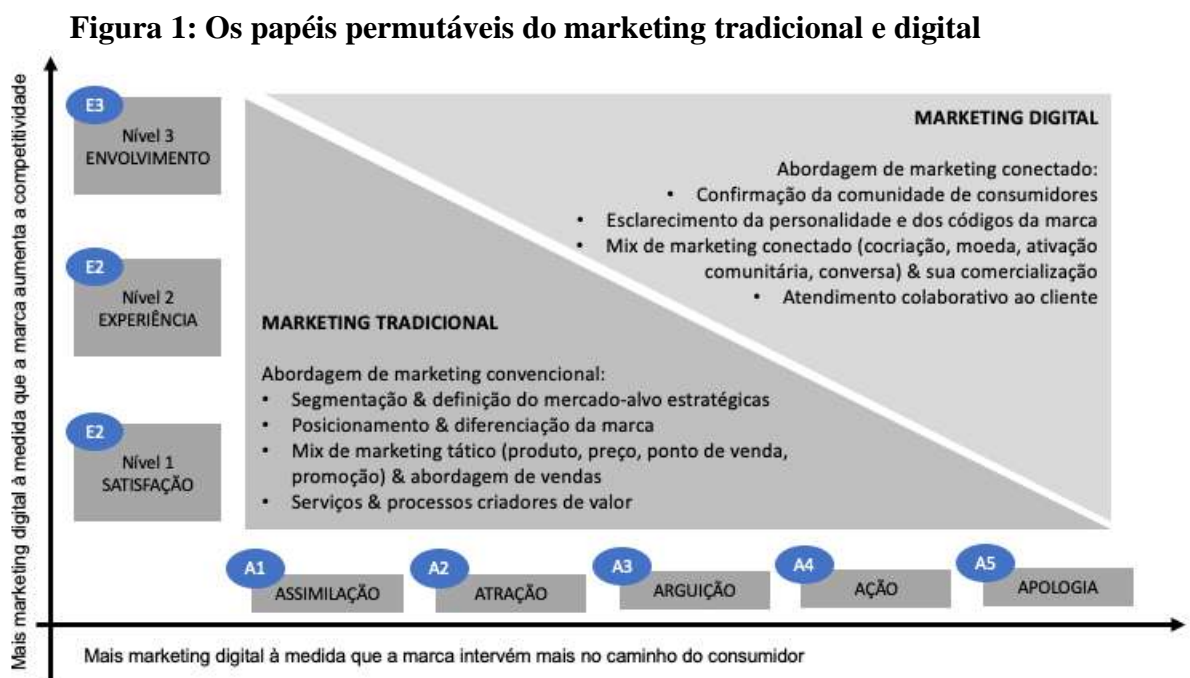 Figura 1: Os papéis permutáveis do marketing tradicional e digital
Mais marketing digital à medida que a marca aumenta a competitividade
E3
Nível 3
ENVOLVIMENTO
E2
Nível 2
EXPERIÊNCIA
E2
Nível 1
SATISFAÇÃO
MARKETING DIGITAL
Abordagem de marketing conectado:
• Confirmação da comunidade de consumidores
• Esclarecimento da personalidade e dos códigos da marca
• Mix de marketing conectado (cocriação, moeda, ativação
comunitária, conversa) & sua comercialização
• Atendimento colaborativo ao cliente
MARKETING TRADICIONAL
Abordagem de marketing convencional:
• Segmentação & definição do mercado-alvo estratégicas
• Posicionamento & diferenciação da marca
• Mix de marketing tático (produto, preço, ponto de venda,
promoção) & abordagem de vendas
• Serviços & processos criadores de valor
A1
ASSIMILAÇÃO
A2
ATRAÇÃO
A3
ARGUIÇÃO
A4
AÇÃO
A5
APOLOGIA
Mais marketing digital à medida que a marca intervém mais no caminho do consumidor